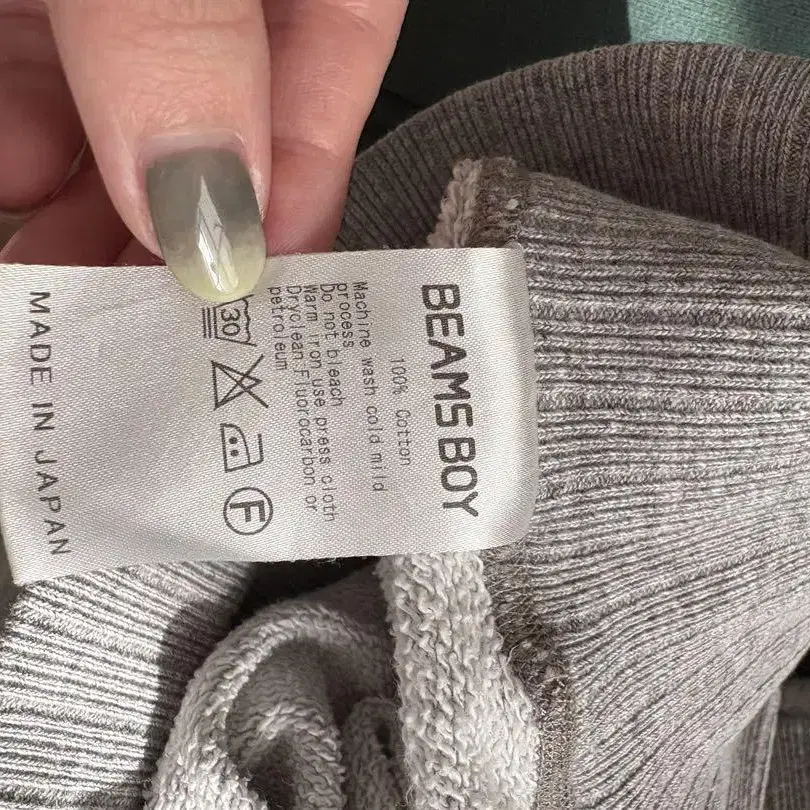 BEAMS BOY
100% Cotton
Machine wash cold mild
process
Do not bleach
Warm iron use press cloth
Dryclean,Fluorocarbon or
petroleum
30
F
MADE IN JAPAN